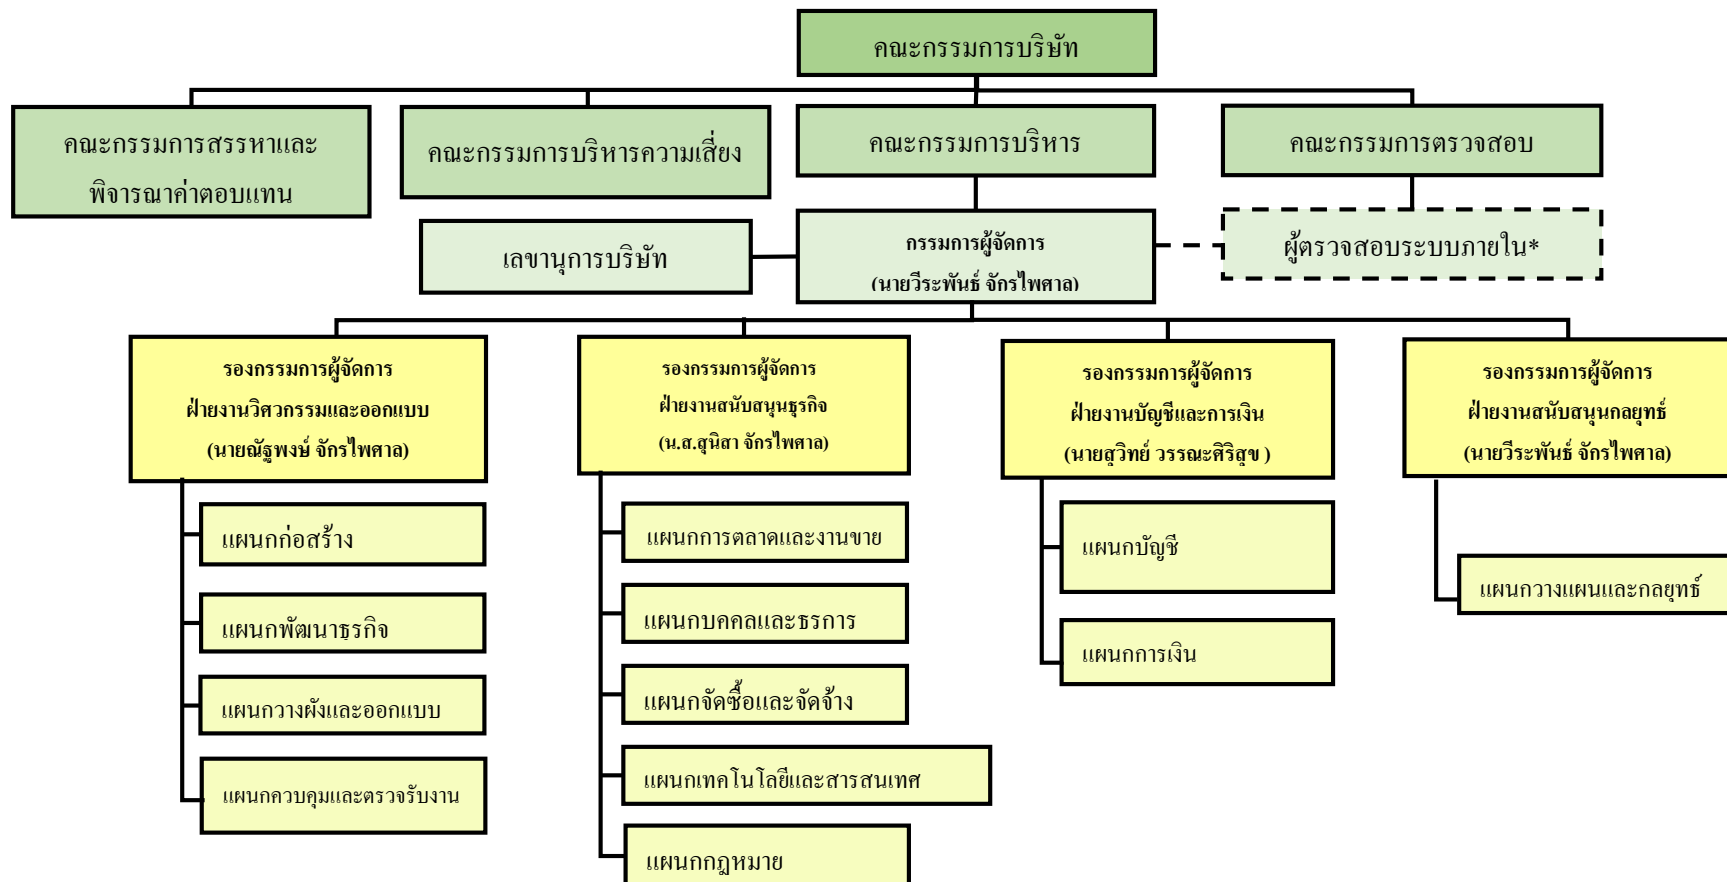 คณะกรรมการบริษัท
คณะกรรมการสรรหาและ
พิจารณาค่าตอบแทน
คณะกรรมการบริหารความเสี่ยง
คณะกรรมการบริหาร
คณะกรรมการตรวจสอบ
เลขานุการบริษัท
กรรมการผู้จัดการ
(นายวีระพันธ์ จักรไพศาล)
ผู้ตรวจสอบระบบภายใน*
รองกรรมการผู้จัดการ
ฝ่ายงานวิศวกรรมและออกแบบ
(นายณัฐพงษ์ จักรไพศาล)
รองกรรมการผู้จัดการ
ฝ่ายงานสนับสนุนธุรกิจ
(น.ส.สุนิสา จักรไพศาล)
รองกรรมการผู้จัดการ
ฝ่ายงานบัญชีและการเงิน
(นายสุวิทย์ วรรณะศิริสุข )
รองกรรมการผู้จัดการ
ฝ่ายงานสนับสนุนกลยุทธ์
(นายวีระพันธ์ จักรไพศาล)
แผนกก่อสร้าง
แผนกพัฒนาธุรกิจ
แผนกวางผังและออกแบบ
แผนกควบคุมและตรวจรับงาน
แผนกการตลาดและงานขาย
แผนกบุคคลและธุรการ
แผนกจัดซื้อและจัดจ้าง
แผนกเทคโนโลยีและสารสนเทศ
แผนกกฎหมาย
แผนกบัญชี
แผนกการเงิน
แผนกวางแผนและกลยุทธ์